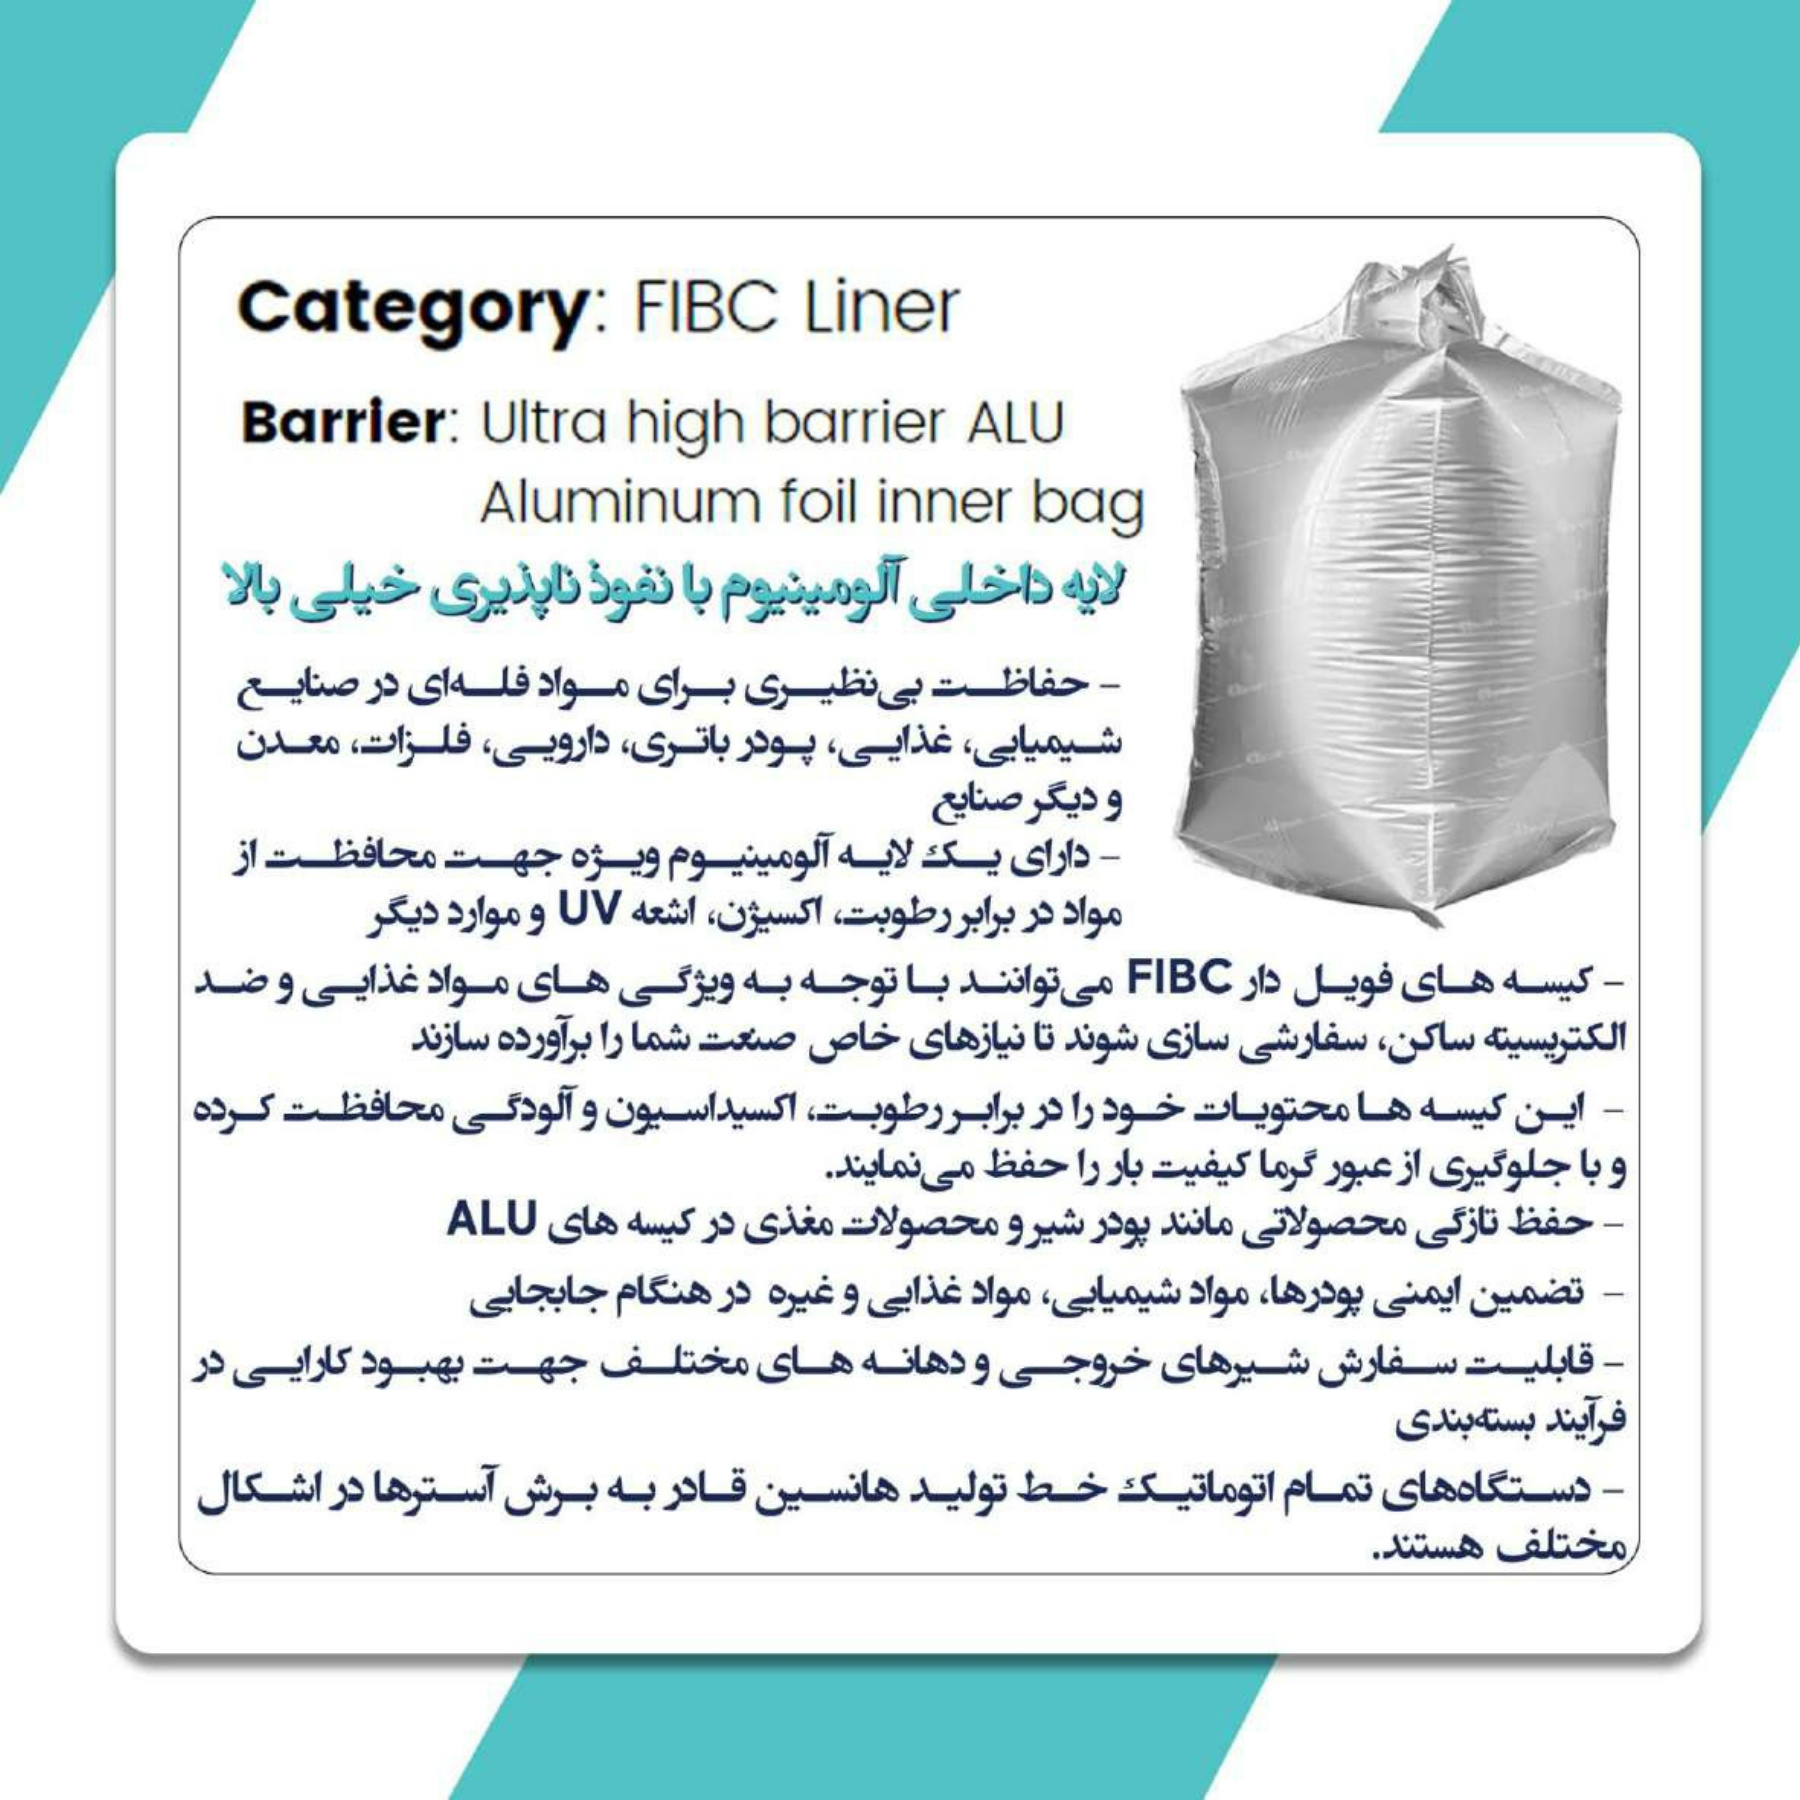 Category: FIBC Liner
Barrier: Ultra high barrier ALU
Aluminum foil inner bag
لایه داخلی آلومینیوم با نفوذ ناپذیری خیلی بالا
- حفاظت بی‌نظیری برای مواد فله‌ای در صنایع
شیمیایی، غذایی، پودر باتری، دارویی، فلزات، معدن
و دیگر صنایع
- دارای یک لایه آلومینیوم ویژه جهت محافظت از
مواد در برابر رطوبت، اکسیژن، اشعه UV و موارد دیگر
- کیسه های فویل دار FIBC می‌توانند با توجه به ویژگی های مواد غذایی و ضد
الکتریسیته ساکن، سفارشی سازی شوند تا نیازهای خاص صنعت شما را برآورده سازند
- این کیسه ها محتویات خود را در برابر رطوبت، اکسیداسیون و آلودگی محافظت کرده
و با جلوگیری از عبور گرما کیفیت بار را حفظ می‌نمایند.
- حفظ تازگی محصولاتی مانند پودر شیر و محصولات مغذی در کیسه های ALU
- تضمین ایمنی پودرها، مواد شیمیایی، مواد غذایی و غیره در هنگام جابجایی
- قابلیت سفارش شیرهای خروجی و دهانه های مختلف جهت بهبود کارایی در
فرآیند بسته‌بندی
- دستگاه‌های تمام اتوماتیک خط تولید هانسین قادر به برش آسترها در اشکال
مختلف هستند.